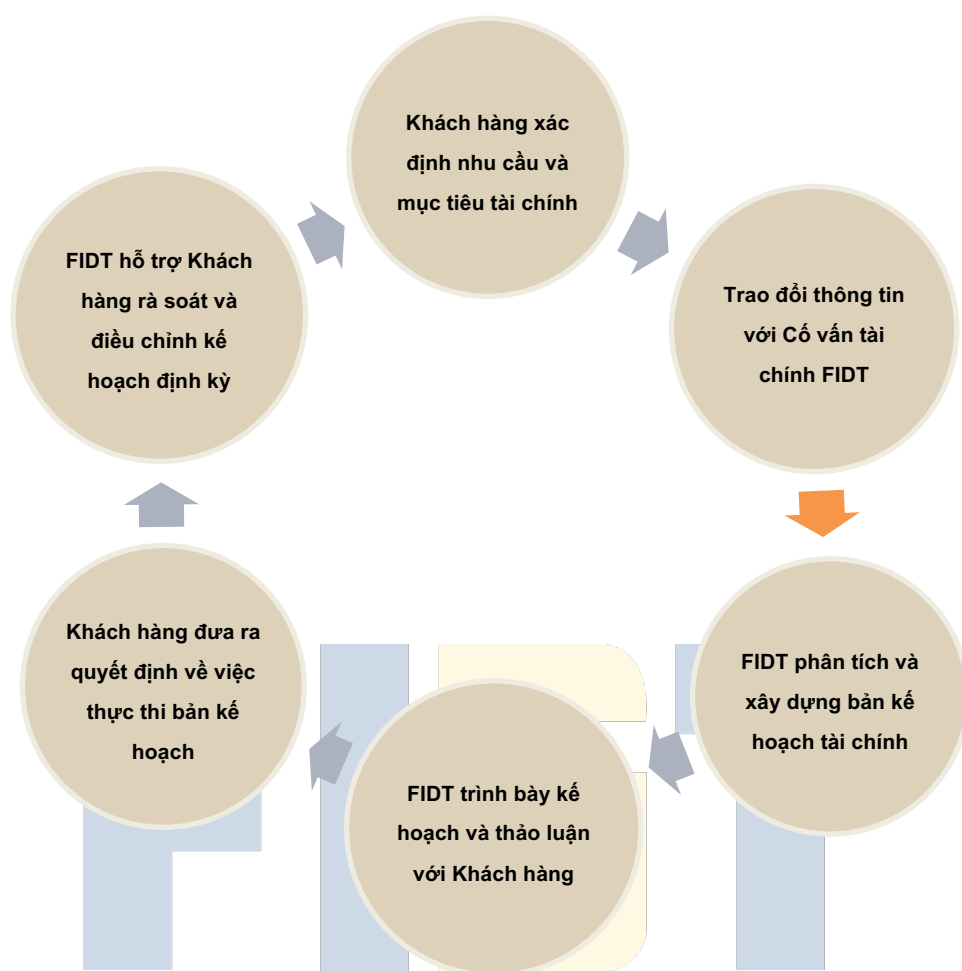 Khách hàng xác
định nhu cầu và
mục tiêu tài chính
Trao đổi thông tin
với Cố vấn tài
chính FIDT
FIDT phân tích và
xây dựng bản kế
hoạch tài chính
FIDT trình bày kế
hoạch và thảo luận
với Khách hàng
Khách hàng đưa ra
quyết định về việc
thực thi bản kế
hoạch
FIDT hỗ trợ Khách
hàng rà soát và
điều chỉnh kế
hoạch định kỳ